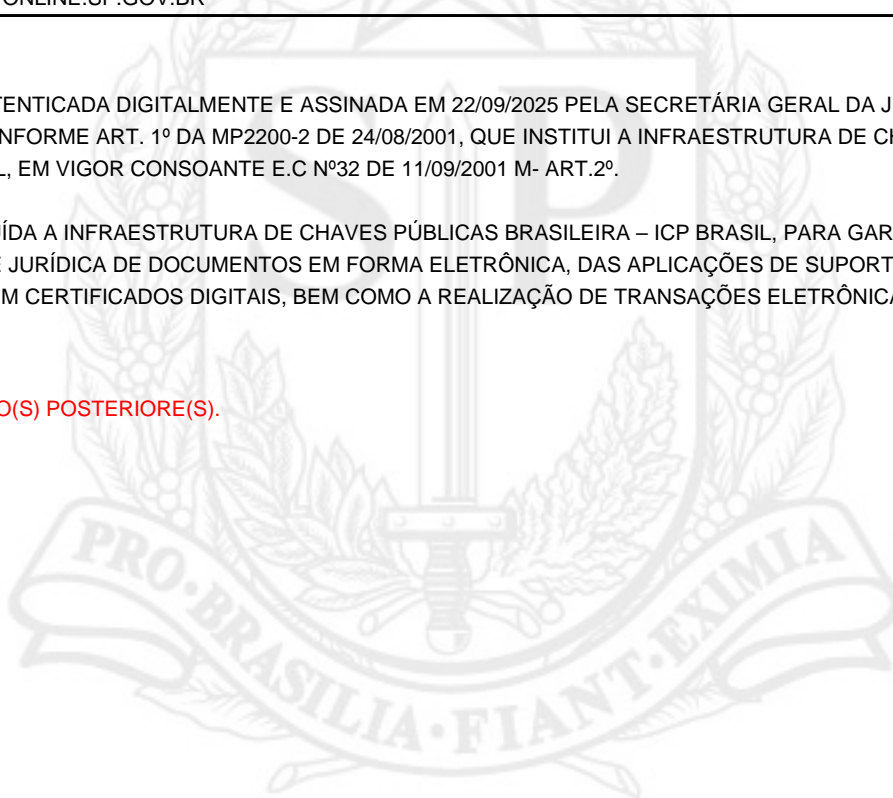 ONLINE.SP.GOV.BR
TENTICADA DIGITALMENTE E ASSINADA EM 22/09/2025 PELA SECRETÁRIA GERAL DA J
NFORME ART. 1º DA MP2200-2 DE 24/08/2001, QUE INSTITUI A INFRAESTRUTURA DE CH
L, EM VIGOR CONSOANTE E.C Nº32 DE 11/09/2001 M- ART.2º.
UÍDA A INFRAESTRUTURA DE CHAVES PÚBLICAS BRASILEIRA – ICP BRASIL, PARA GAR
E JURÍDICA DE DOCUMENTOS EM FORMA ELETRÔNICA, DAS APLICAÇÕES DE SUPORT
M CERTIFICADOS DIGITAIS, BEM COMO A REALIZAÇÃO DE TRANSAÇÕES ELETRÔNICA
O(S) POSTERIORE(S).
SP
PRO·BRASILIA·FIANT·EXIMIA